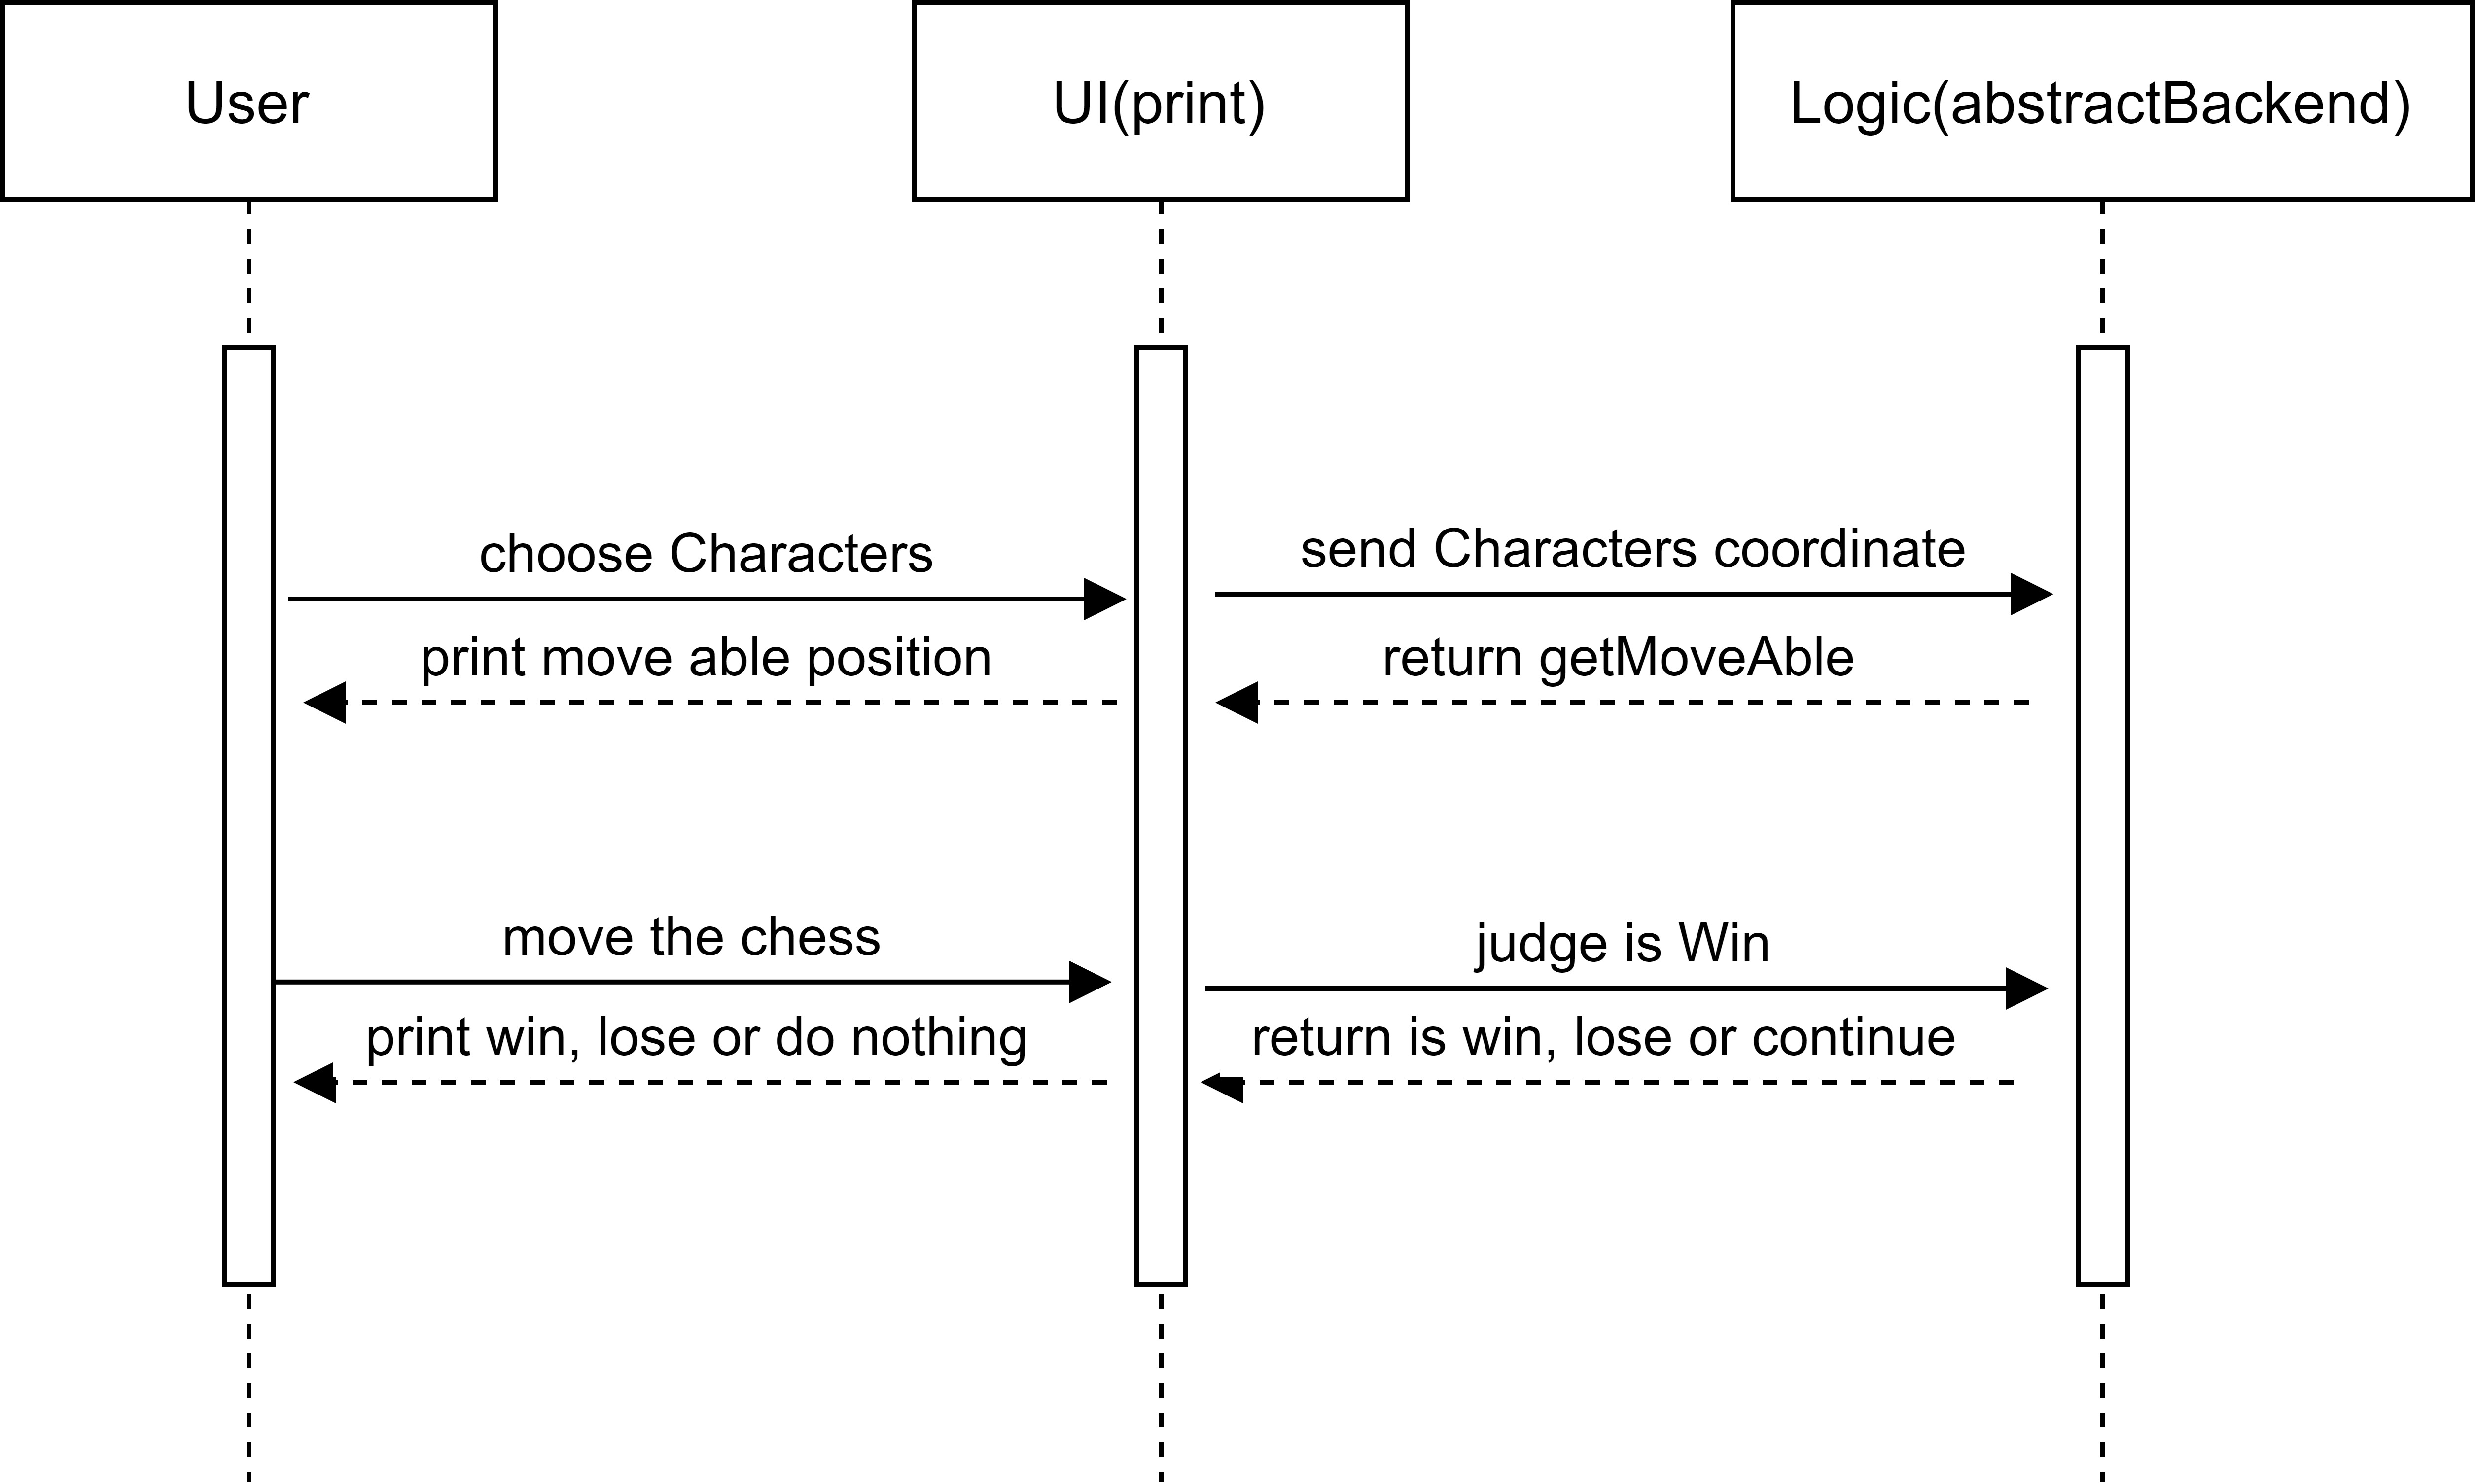 User
UI(print)
Logic(abstractBackend)
choose Characters
send Characters coordinate
print move able position
return getMoveAble
move the chess
judge is Win
print win, lose or do nothing
return is win, lose or continue